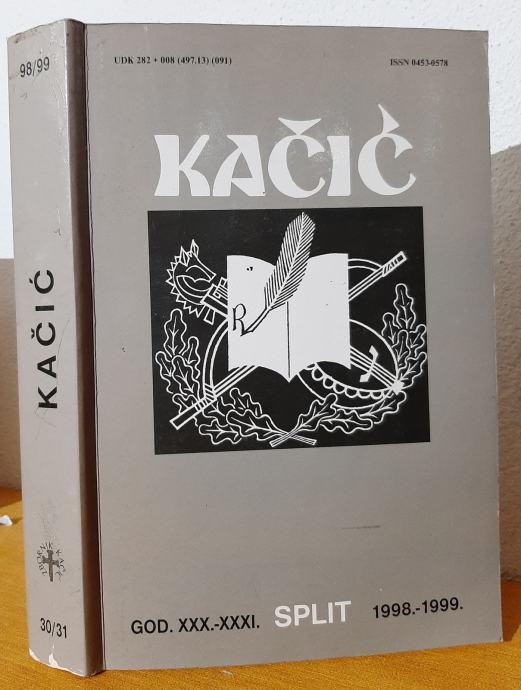 98/99
KAČIĆ
30/31
UDK 282 + 008 (497.13) (091)
ISSN 0453-0578
KAČIĆ
R
GOD. XXX.-XXXI. SPLIT 1998.-1999.